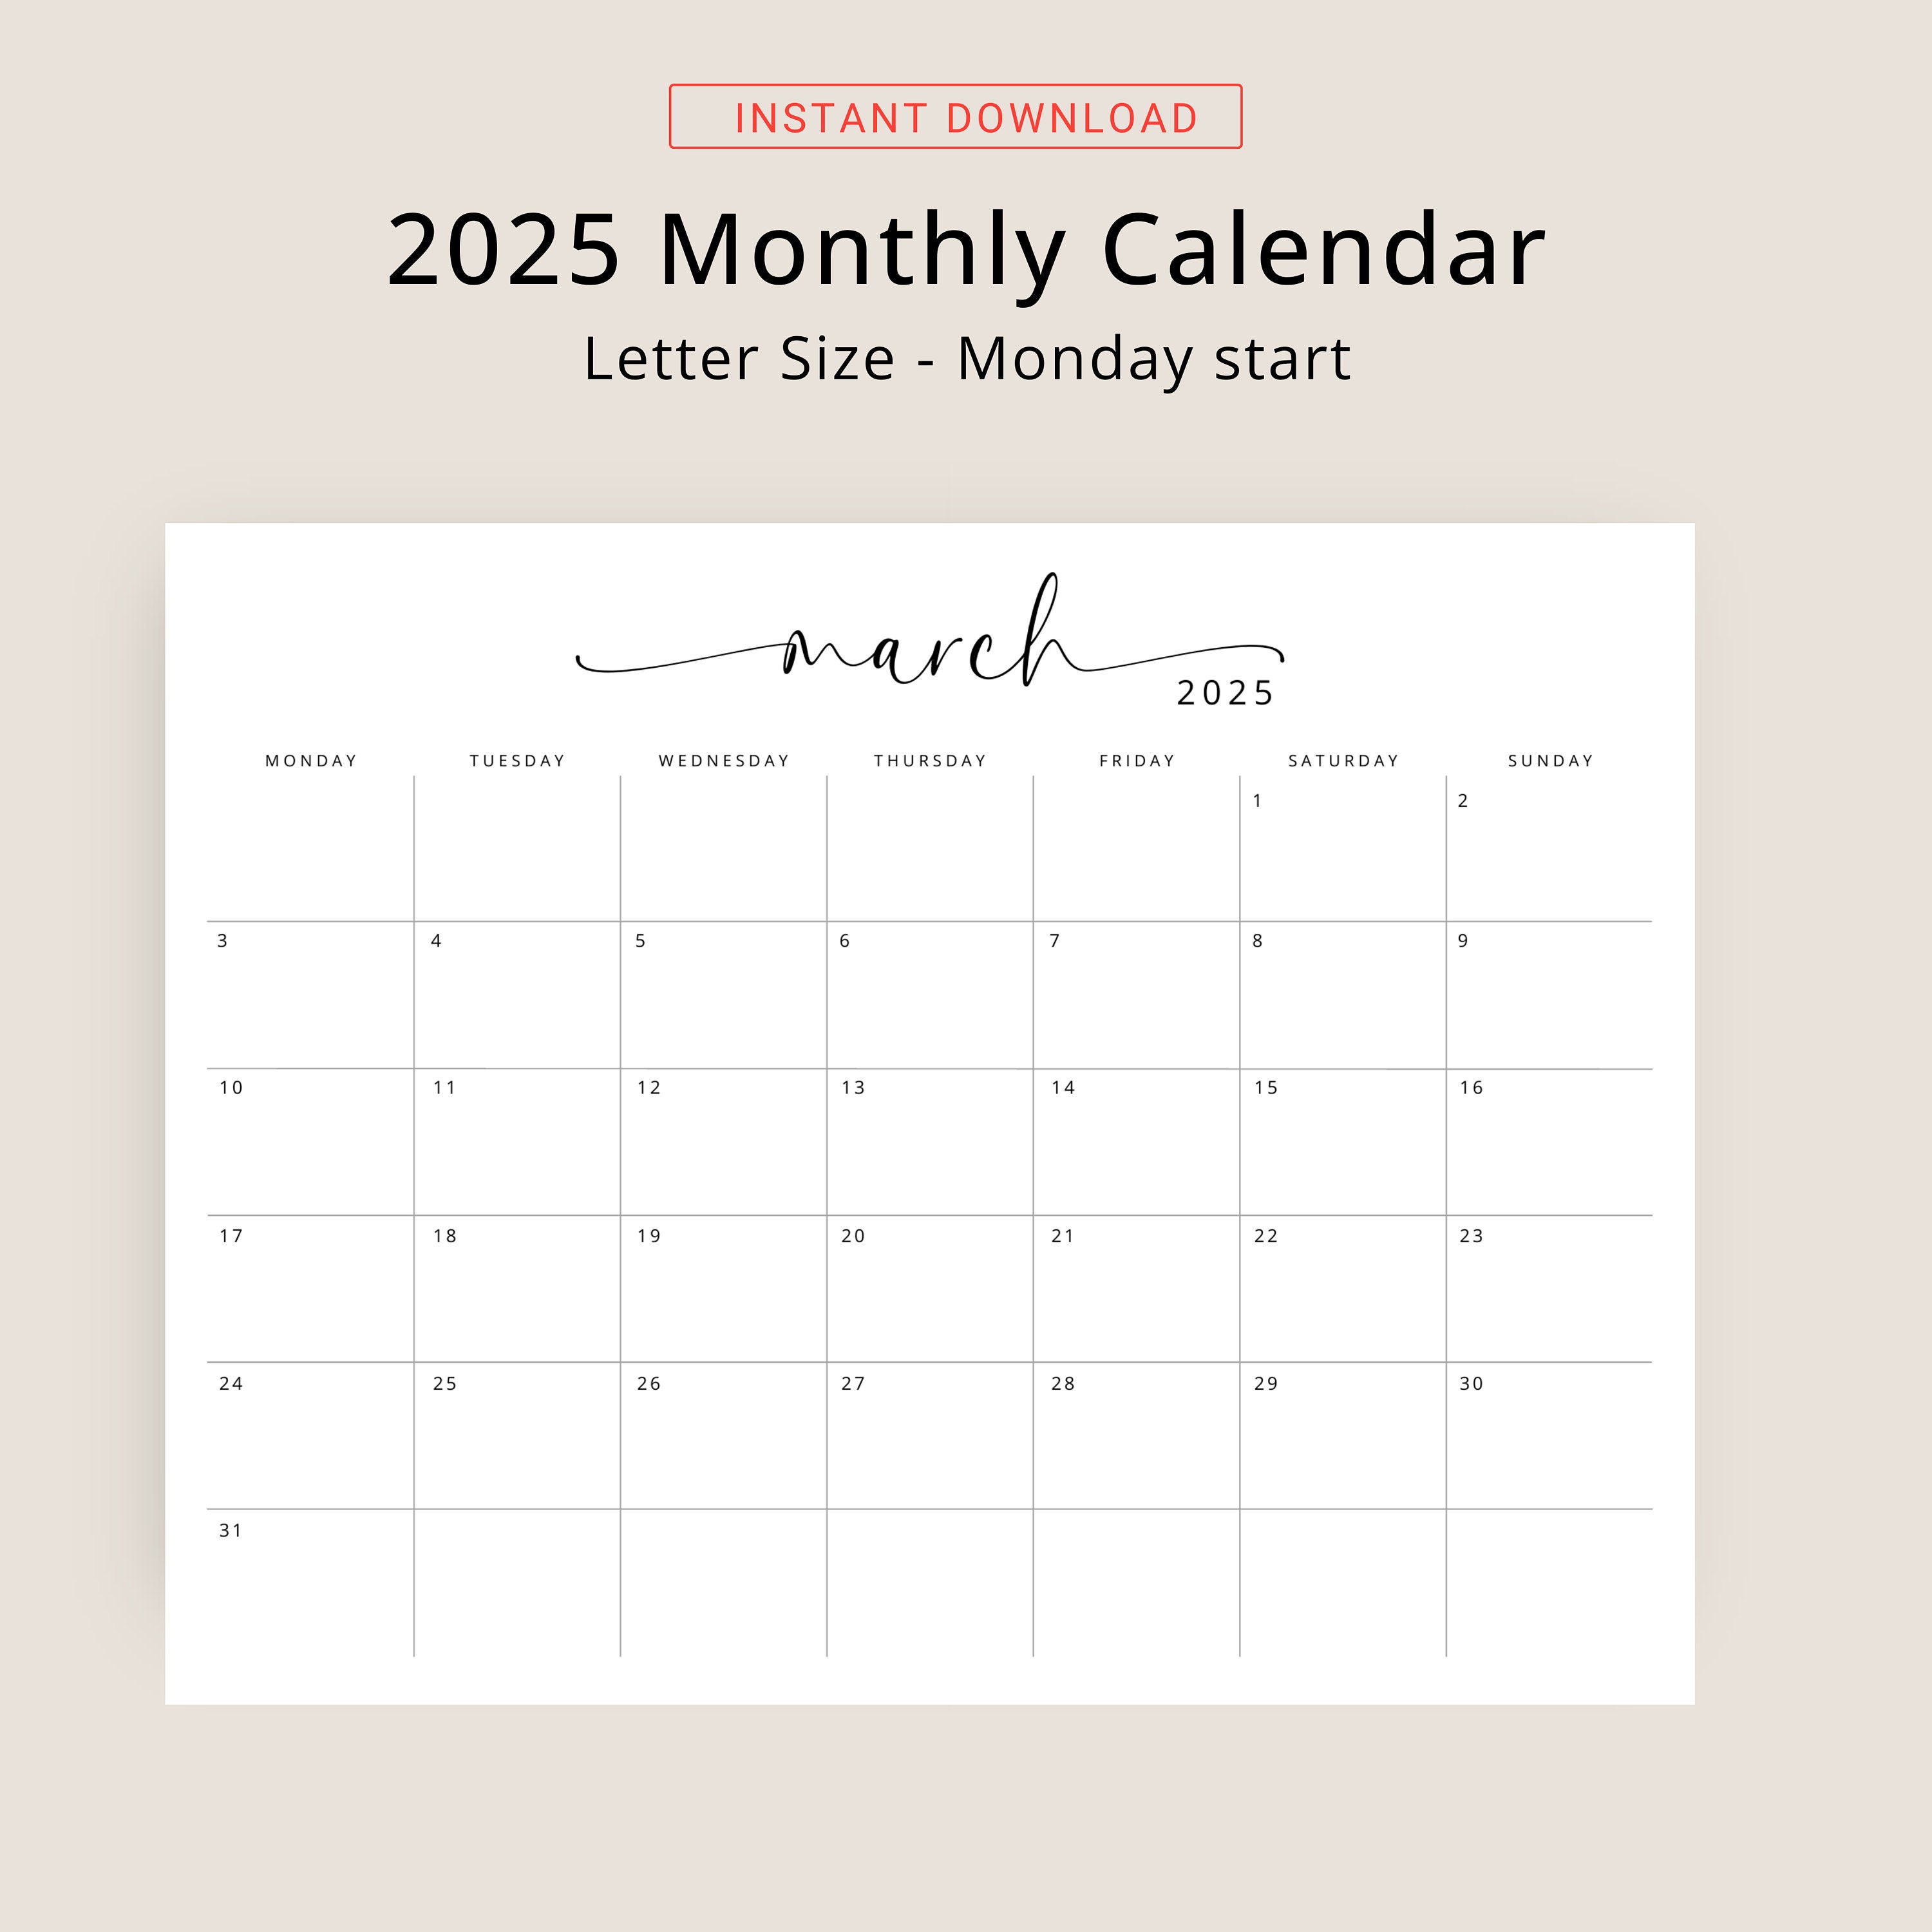 INSTANT DOWNLOAD
2025 Monthly Calendar
Letter Size - Monday start
march
2025
MONDAY TUESDAY WEDNESDAY THURSDAY FRIDAY SATURDAY SUNDAY
1 2
3 4 5 6 7 8 9
10 11 12 13 14 15 16
17 18 19 20 21 22 23
24 25 26 27 28 29 30
31